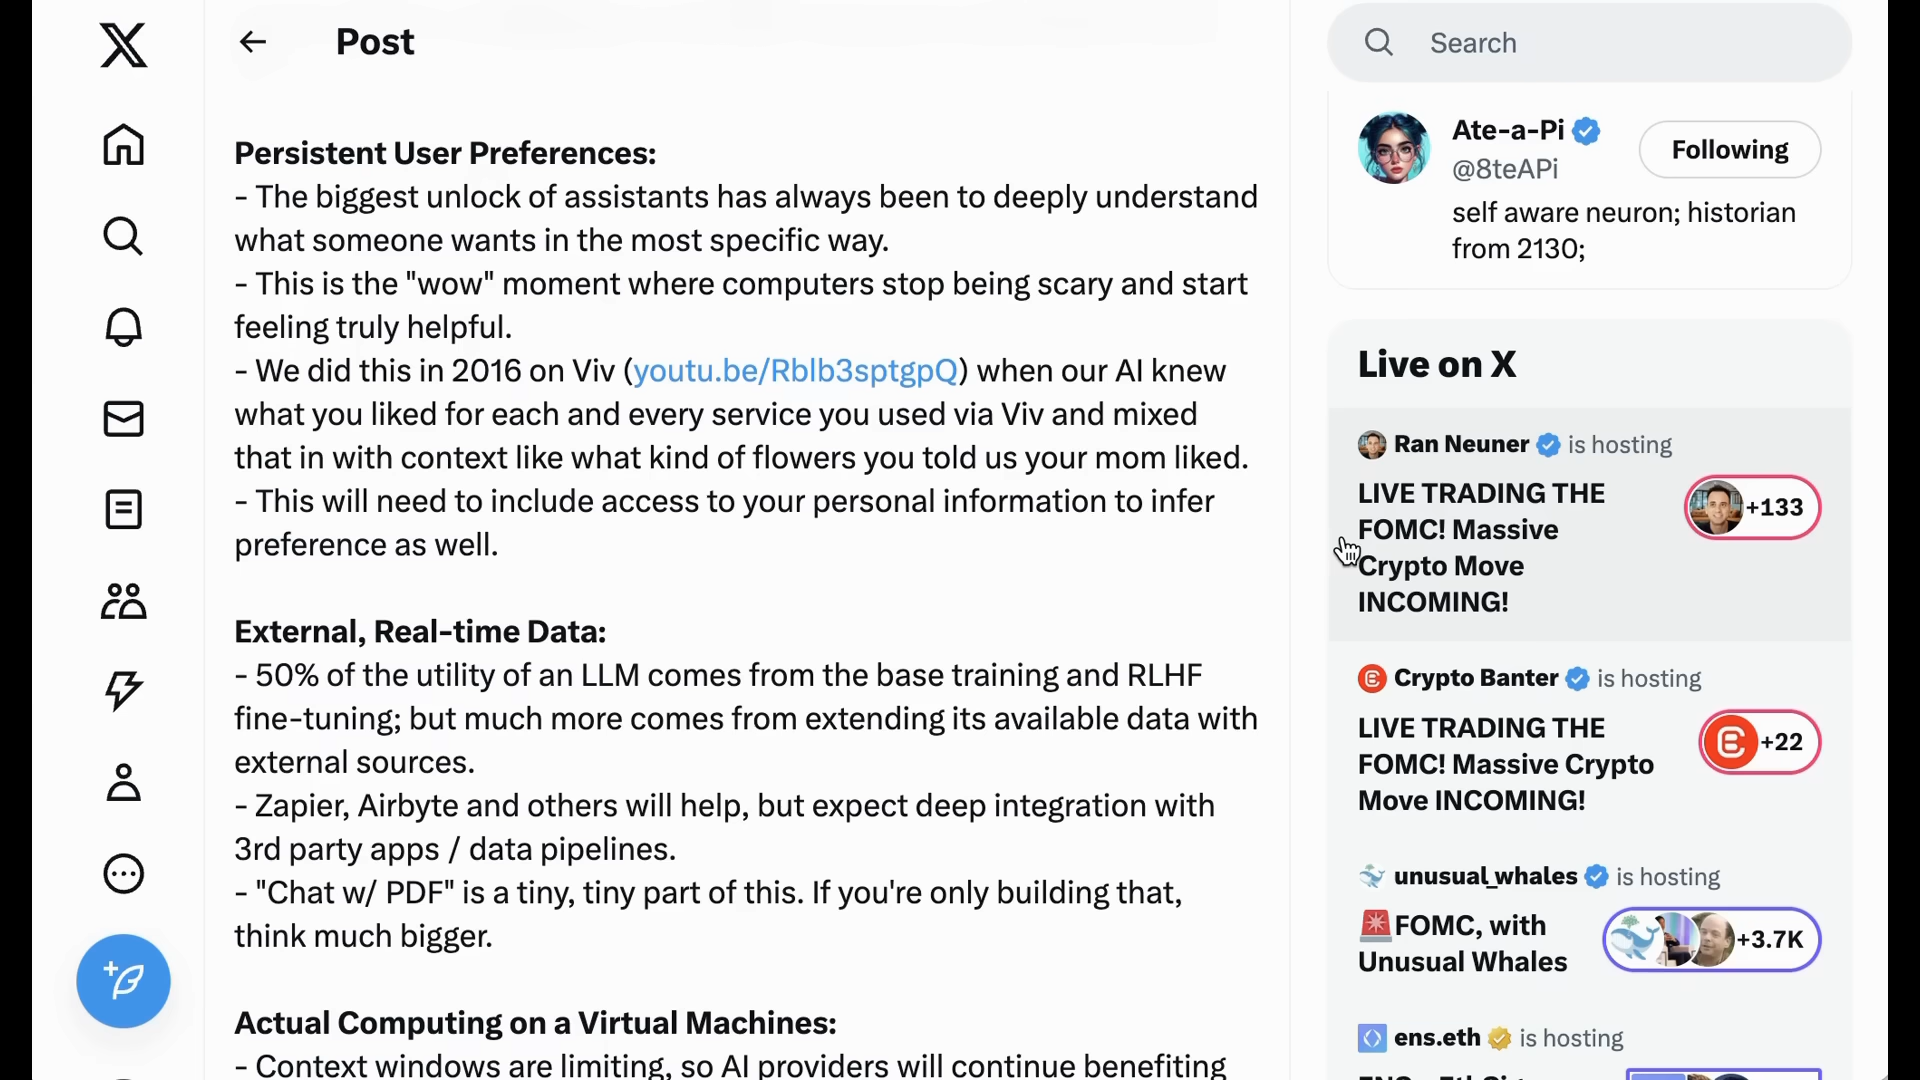 Post
Persistent User Preferences:
- The biggest unlock of assistants has always been to deeply understand
what someone wants in the most specific way.
- This is the "wow" moment where computers stop being scary and start
feeling truly helpful.
- We did this in 2016 on Viv (youtu.be/Rblb3sptgpQ) when our AI knew
what you liked for each and every service you used via Viv and mixed
that in with context like what kind of flowers you told us your mom liked.
- This will need to include access to your personal information to infer
preference as well.
External, Real-time Data:
- 50% of the utility of an LLM comes from the base training and RLHF
fine-tuning; but much more comes from extending its available data with
external sources.
- Zapier, Airbyte and others will help, but expect deep integration with
3rd party apps / data pipelines.
- "Chat w/ PDF" is a tiny, tiny part of this. If you're only building that,
think much bigger.
Actual Computing on a Virtual Machines:
- Context windows are limiting, so AI providers will continue benefiting
Search
Ate-a-Pi
@8teAPi
Following
self aware neuron; historian
from 2130;
Live on X
Ran Neuner is hosting
LIVE TRADING THE
FOMC! Massive
Crypto Move
INCOMING!
+133
Crypto Banter is hosting
LIVE TRADING THE
FOMC! Massive Crypto
Move INCOMING!
+22
unusual_whales is hosting
🚨FOMC, with
Unusual Whales
+3.7K
ens.eth is hosting